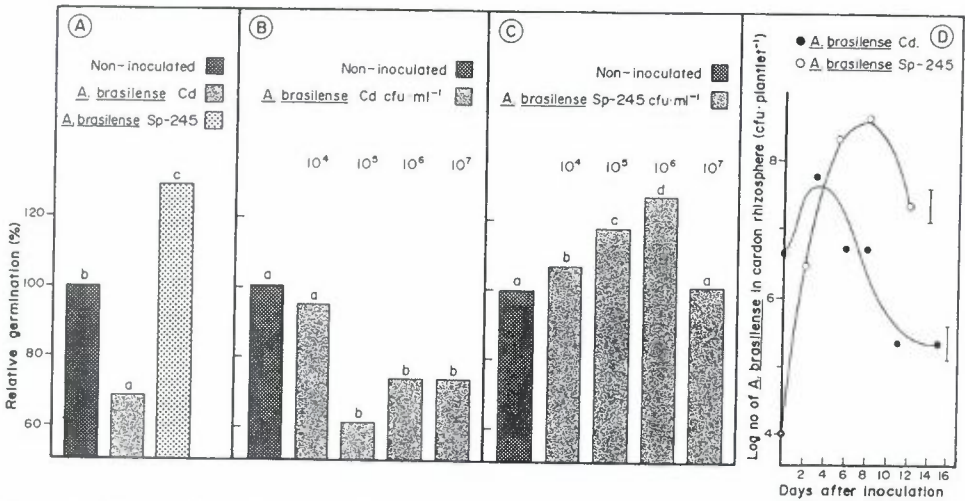 A
Non-inoculated
A. brasilense Cd
A. brasilense Sp-245
c
b
a
Relative germination (%)
120
100
80
60
B
Non-inoculated
A. brasilense Cd cfu·ml⁻¹
10⁴ 10⁵ 10⁶ 10⁷
a
a
b
b
b
C
Non-inoculated
A. brasilense Sp-245 cfu·ml⁻¹
10⁴ 10⁵ 10⁶ 10⁷
a
b
c
d
a
D
A. brasilense Cd.
A. brasilense Sp-245
Log no of A. brasilense in cardon rhizosphere (cfu·plantlet⁻¹)
8
6
4
2 4 6 8 10 12 14 16
Days after inoculation